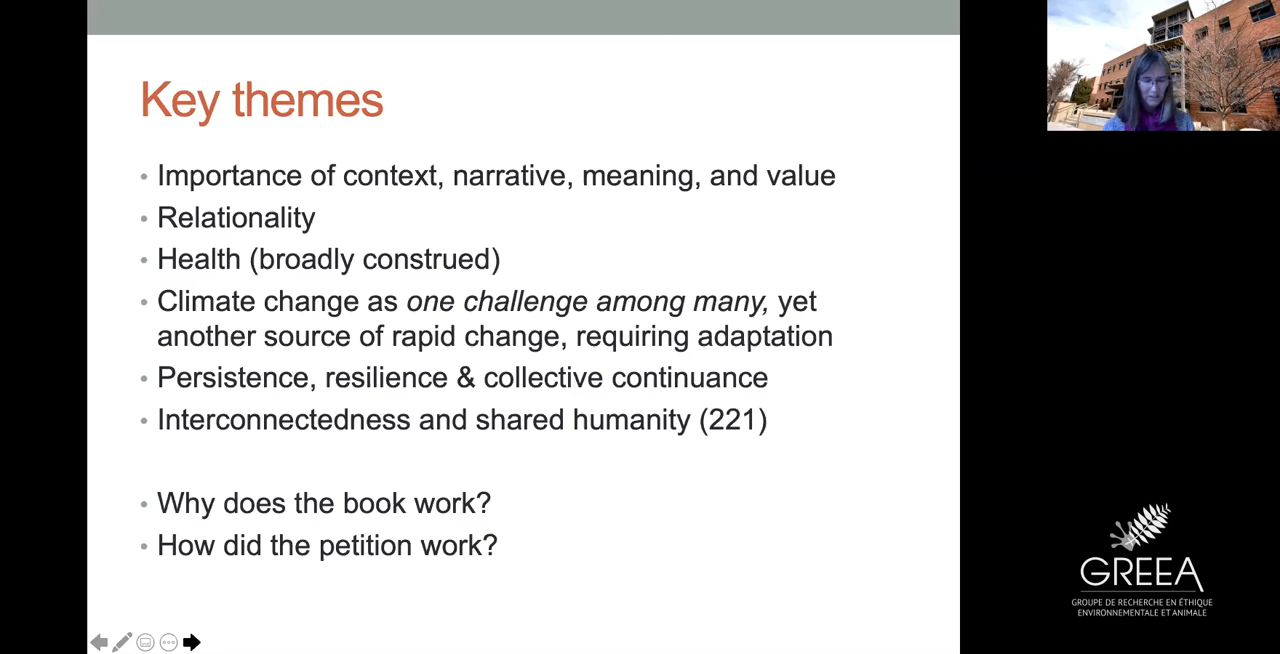 Key themes
• Importance of context, narrative, meaning, and value
• Relationality
• Health (broadly construed)
• Climate change as one challenge among many, yet
another source of rapid change, requiring adaptation
• Persistence, resilience & collective continuance
• Interconnectedness and shared humanity (221)
• Why does the book work?
• How did the petition work?
GREEA
GROUPE DE RECHERCHE EN ÉTHIQUE
ENVIRONNEMENTALE ET ANIMALE